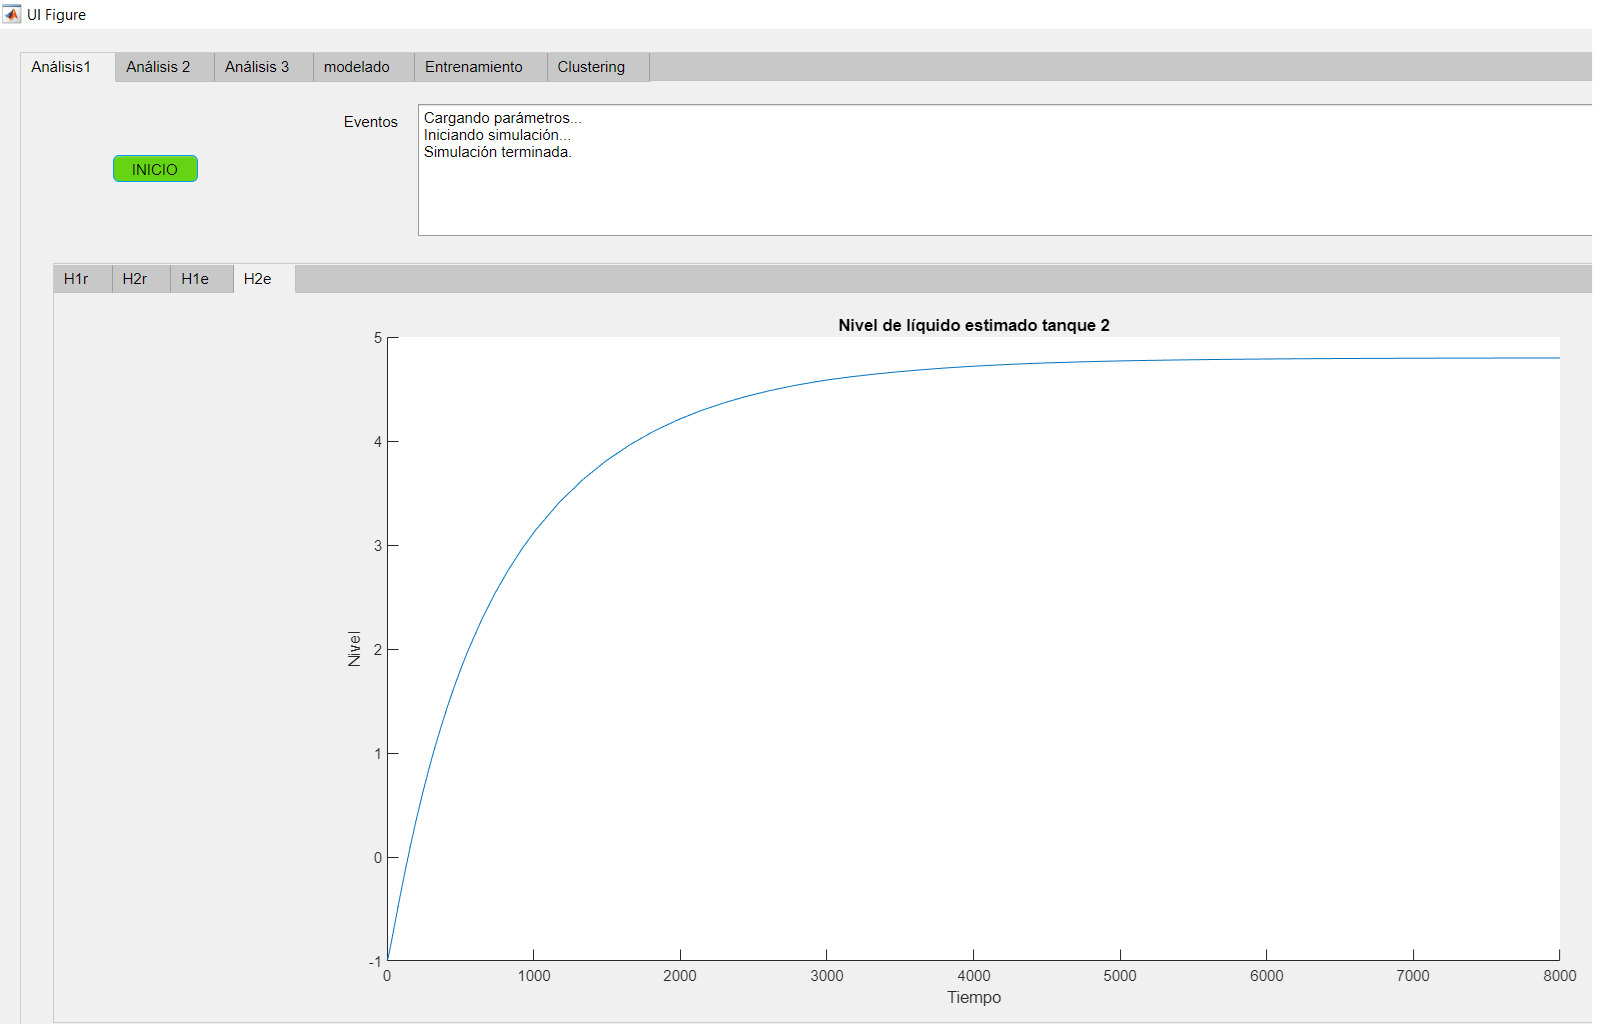 UI Figure
Análisis1 Análisis 2 Análisis 3 modelado Entrenamiento Clustering
Eventos
Cargando parámetros...
Iniciando simulación...
Simulación terminada.
INICIO
H1r H2r H1e H2e
Nivel de líquido estimado tanque 2
5
4
3
2
1
0
-1
Nivel
0 1000 2000 3000 4000 5000 6000 7000 8000
Tiempo